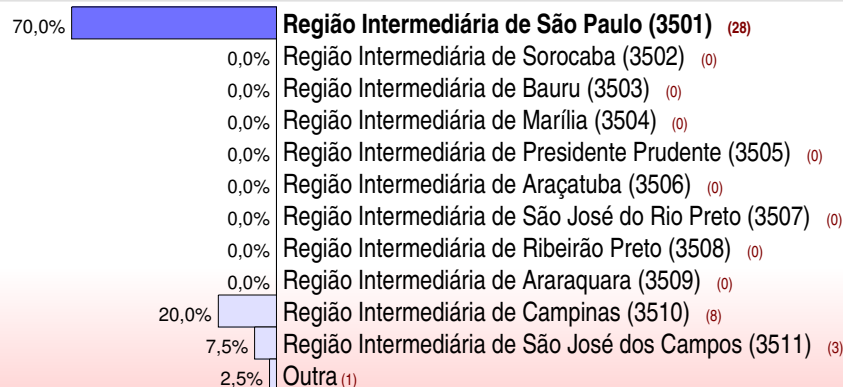 70,0% Região Intermediária de São Paulo (3501) (28)
0,0% Região Intermediária de Sorocaba (3502) (0)
0,0% Região Intermediária de Bauru (3503) (0)
0,0% Região Intermediária de Marília (3504) (0)
0,0% Região Intermediária de Presidente Prudente (3505) (0)
0,0% Região Intermediária de Araçatuba (3506) (0)
0,0% Região Intermediária de São José do Rio Preto (3507) (0)
0,0% Região Intermediária de Ribeirão Preto (3508) (0)
0,0% Região Intermediária de Araraquara (3509) (0)
20,0% Região Intermediária de Campinas (3510) (8)
7,5% Região Intermediária de São José dos Campos (3511) (3)
2,5% Outra (1)